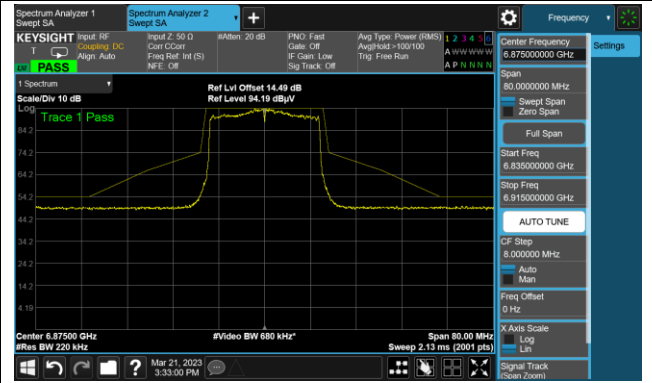 Spectrum Analyzer 1
Swept SA
Spectrum Analyzer 2
Swept SA
Frequency
KEYSIGHT
PASS
Input: RF
Coupling: DC
Align: Auto
Input Z: 50 Ω
Corr CCorr
Freq Ref: Int (S)
NFE: Off
#Atten: 20 dB
PNO: Fast
Gate: Off
IF Gain: Low
Sig Track: Off
Avg Type: Power (RMS)
Avg|Hold:>100/100
Trig: Free Run
1 2 3 4 5 6
A W W W W W
A P N N N N
1 Spectrum
Scale/Div 10 dB
Ref Lvl Offset 14.49 dB
Ref Level 94.19 dBµV
Log
Trace 1 Pass
84.2
74.2
64.2
54.2
44.2
34.2
24.2
14.2
4.19
Center 6.87500 GHz
#Res BW 220 kHz
#Video BW 680 kHz*
Span 80.00 MHz
Sweep 2.13 ms (2001 pts)
Center Frequency
6.875000000 GHz
Settings
Span
80.0000000 MHz
Swept Span
Zero Span
Full Span
Start Freq
6.835000000 GHz
Stop Freq
6.915000000 GHz
AUTO TUNE
CF Step
8.000000 MHz
Auto
Man
Freq Offset
0 Hz
X Axis Scale
Log
Lin
Signal Track
(Span Zoom)
Mar 21, 2023
3:33:00 PM